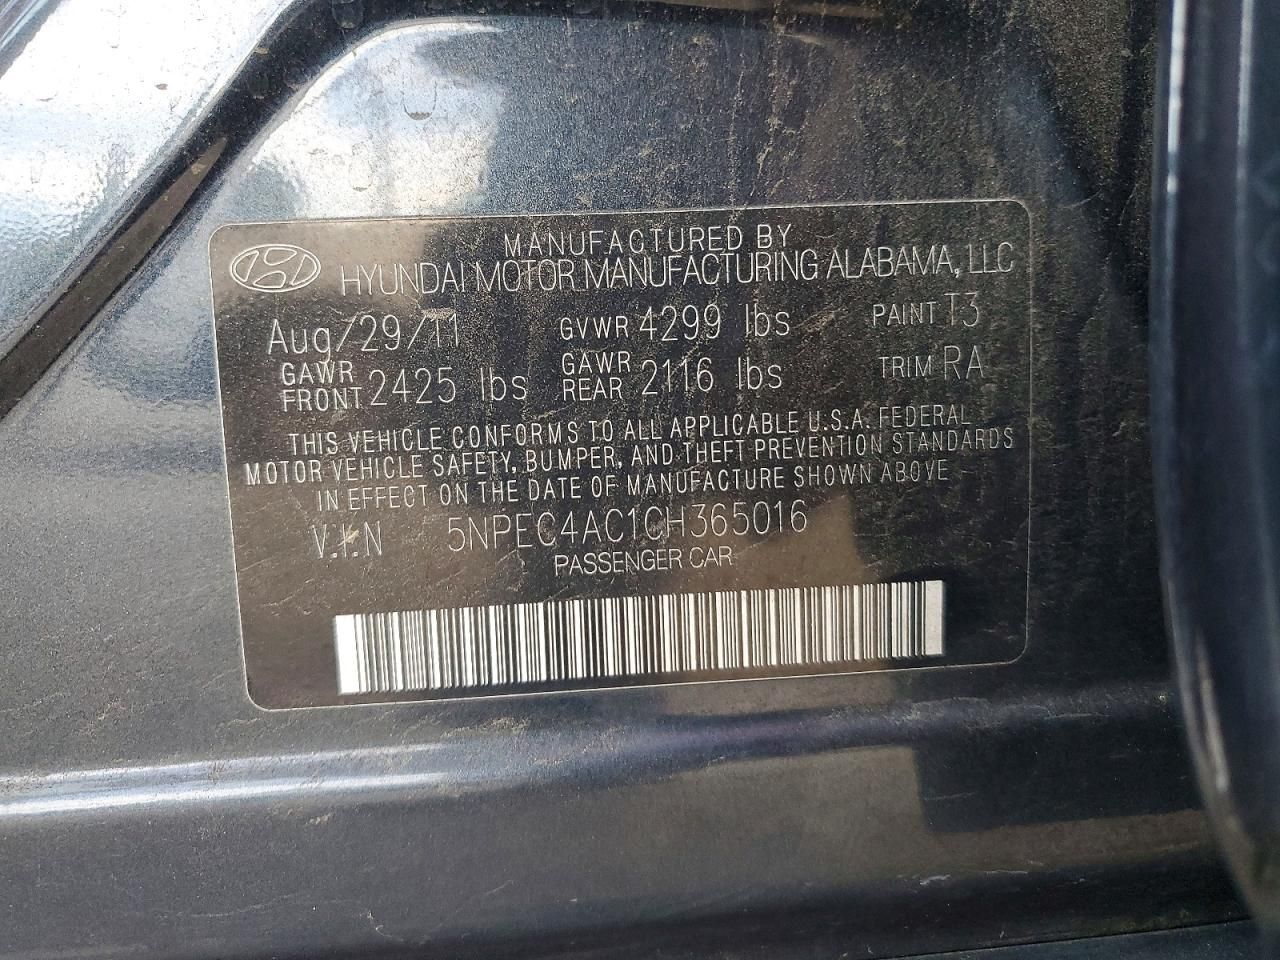 MANUFACTURED BY
HYUNDAI MOTOR MANUFACTURING ALABAMA, LLC
Aug/29/11 GVWR 4299 lbs PAINT T3
GAWR FRONT 2425 lbs GAWR REAR 2116 lbs TRIM RA
THIS VEHICLE CONFORMS TO ALL APPLICABLE U.S.A. FEDERAL
MOTOR VEHICLE SAFETY, BUMPER, AND THEFT PREVENTION STANDARDS
IN EFFECT ON THE DATE OF MANUFACTURE SHOWN ABOVE
V.I.N 5NPEC4AC1CH365016
PASSENGER CAR